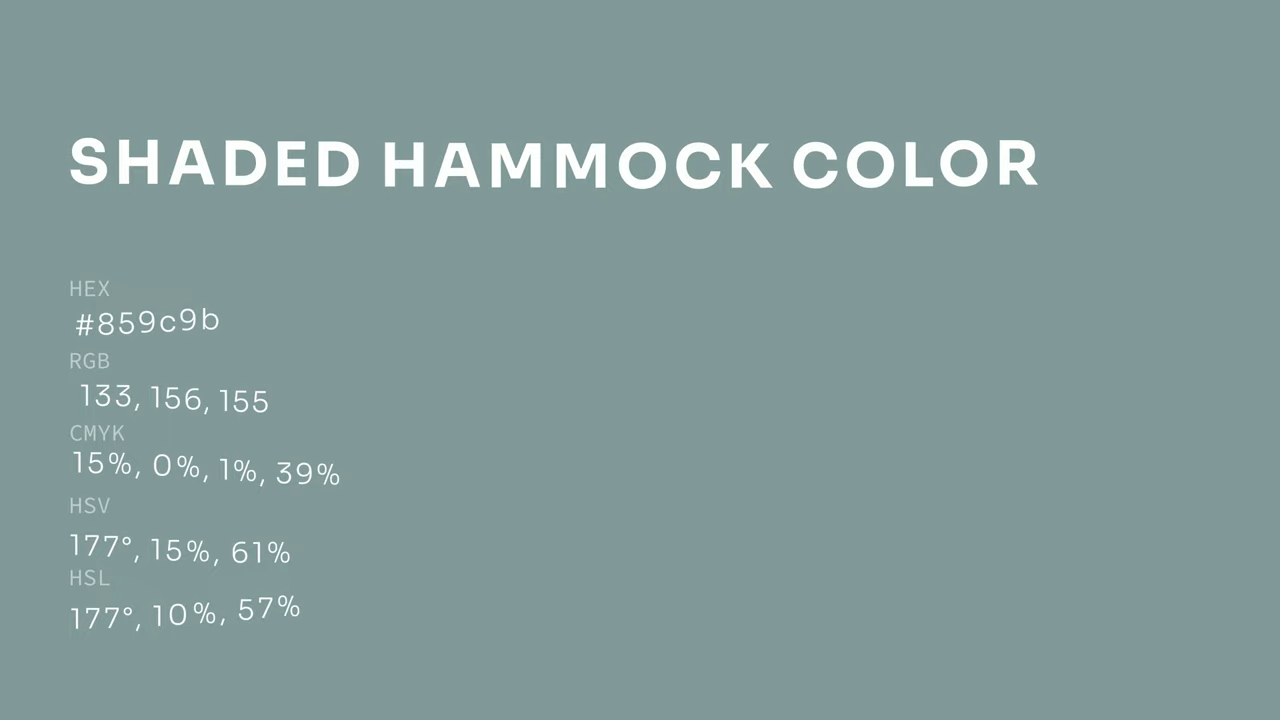 SHADED HAMMOCK COLOR
HEX
#859c9b
RGB
133, 156, 155
CMYK
15%, 0%, 1%, 39%
HSV
177°, 15%, 61%
HSL
177°, 10%, 57%